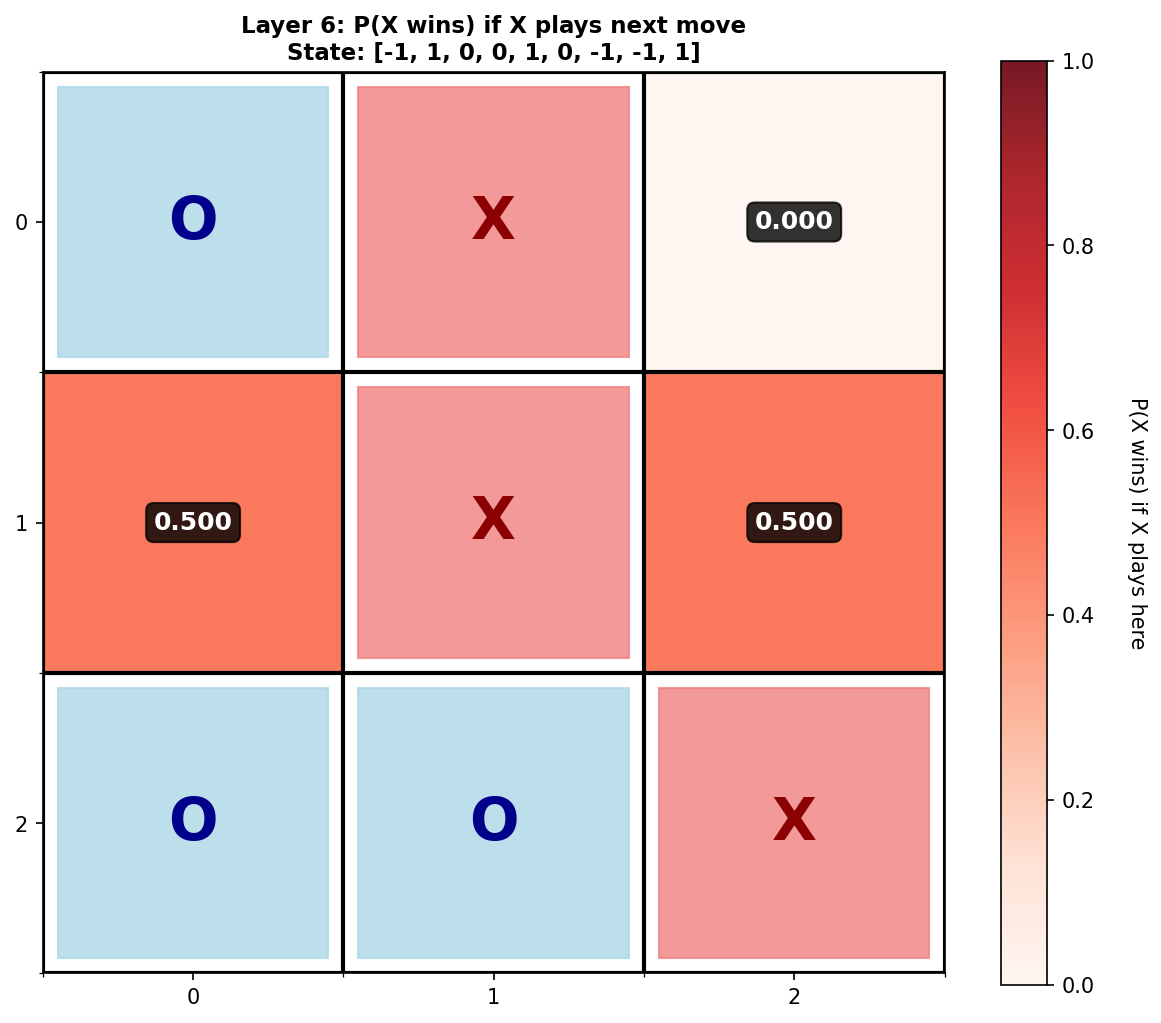 Layer 6: P(X wins) if X plays next move
State: [-1, 1, 0, 0, 1, 0, -1, -1, 1]
0
O
X
0.000
1
0.500
X
0.500
2
O
O
X
0
1
2
1.0
0.8
0.6
0.4
0.2
0.0
P(X wins) if X plays here